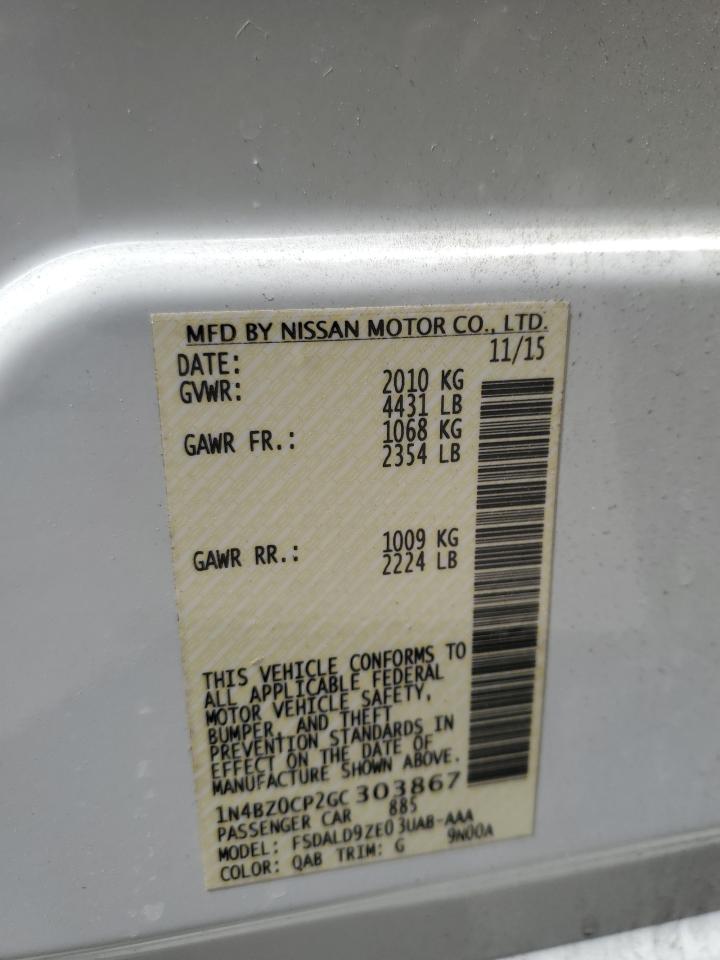 MFD BY NISSAN MOTOR CO., LTD.
DATE: 11/15
GVWR: 2010 KG
4431 LB
GAWR FR.: 1068 KG
2354 LB
GAWR RR.: 1009 KG
2224 LB
THIS VEHICLE CONFORMS TO
ALL APPLICABLE FEDERAL
MOTOR VEHICLE SAFETY,
BUMPER, AND THEFT
PREVENTION STANDARDS IN
EFFECT ON THE DATE OF
MANUFACTURE SHOWN ABOVE.
1N4BZ0CP2GC303867
PASSENGER CAR 885
MODEL: FSDALD9ZE03UAB-AAA
COLOR: QAB TRIM: G 9N00A